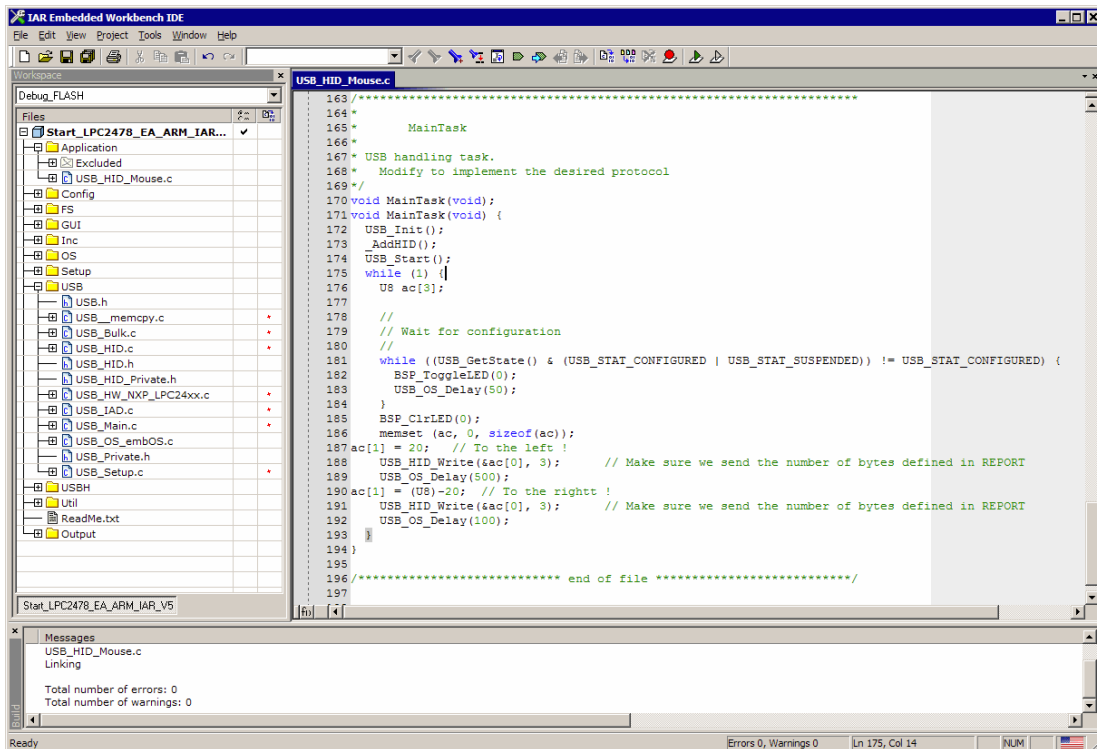 IAR Embedded Workbench IDE
File Edit View Project Tools Window Help
Workspace
Debug_FLASH
Files
Start_LPC2478_EA_ARM_IAR...
Application
Excluded
USB_HID_Mouse.c
Config
FS
GUI
Inc
OS
Setup
USB
USB.h
USB__memcpy.c
USB_Bulk.c
USB_HID.c
USB_HID.h
USB_HID_Private.h
USB_HW_NXP_LPC24xx.c
USB_IAD.c
USB_Main.c
USB_OS_embOS.c
USB_Private.h
USB_Setup.c
USBH
Util
ReadMe.txt
Output
Start_LPC2478_EA_ARM_IAR_V5
USB_HID_Mouse.c
163 /*********************************************************************
164 *
165 *       MainTask
166 *
167 * USB handling task.
168 *   Modify to implement the desired protocol
169 */
170 void MainTask(void);
171 void MainTask(void) {
172   USB_Init();
173   _AddHID();
174   USB_Start();
175   while (1) {
176     U8 ac[3];
177
178     //
179     // Wait for configuration
180     //
181     while ((USB_GetState() & (USB_STAT_CONFIGURED | USB_STAT_SUSPENDED)) != USB_STAT_CONFIGURED) {
182       BSP_ToggleLED(0);
183       USB_OS_Delay(50);
184     }
185     BSP_ClrLED(0);
186     memset (ac, 0, sizeof(ac));
187 ac[1] = 20;   // To the left !
188     USB_HID_Write(&ac[0], 3);      // Make sure we send the number of bytes defined in REPORT
189     USB_OS_Delay(500);
190 ac[1] = (U8)-20;  // To the rightt !
191     USB_HID_Write(&ac[0], 3);      // Make sure we send the number of bytes defined in REPORT
192     USB_OS_Delay(100);
193   }
194 }
195
196 /**************************** end of file ***************************/
197
Messages
USB_HID_Mouse.c
Linking
Total number of errors: 0
Total number of warnings: 0
Build
Ready
Errors 0, Warnings 0
Ln 175, Col 14
NUM